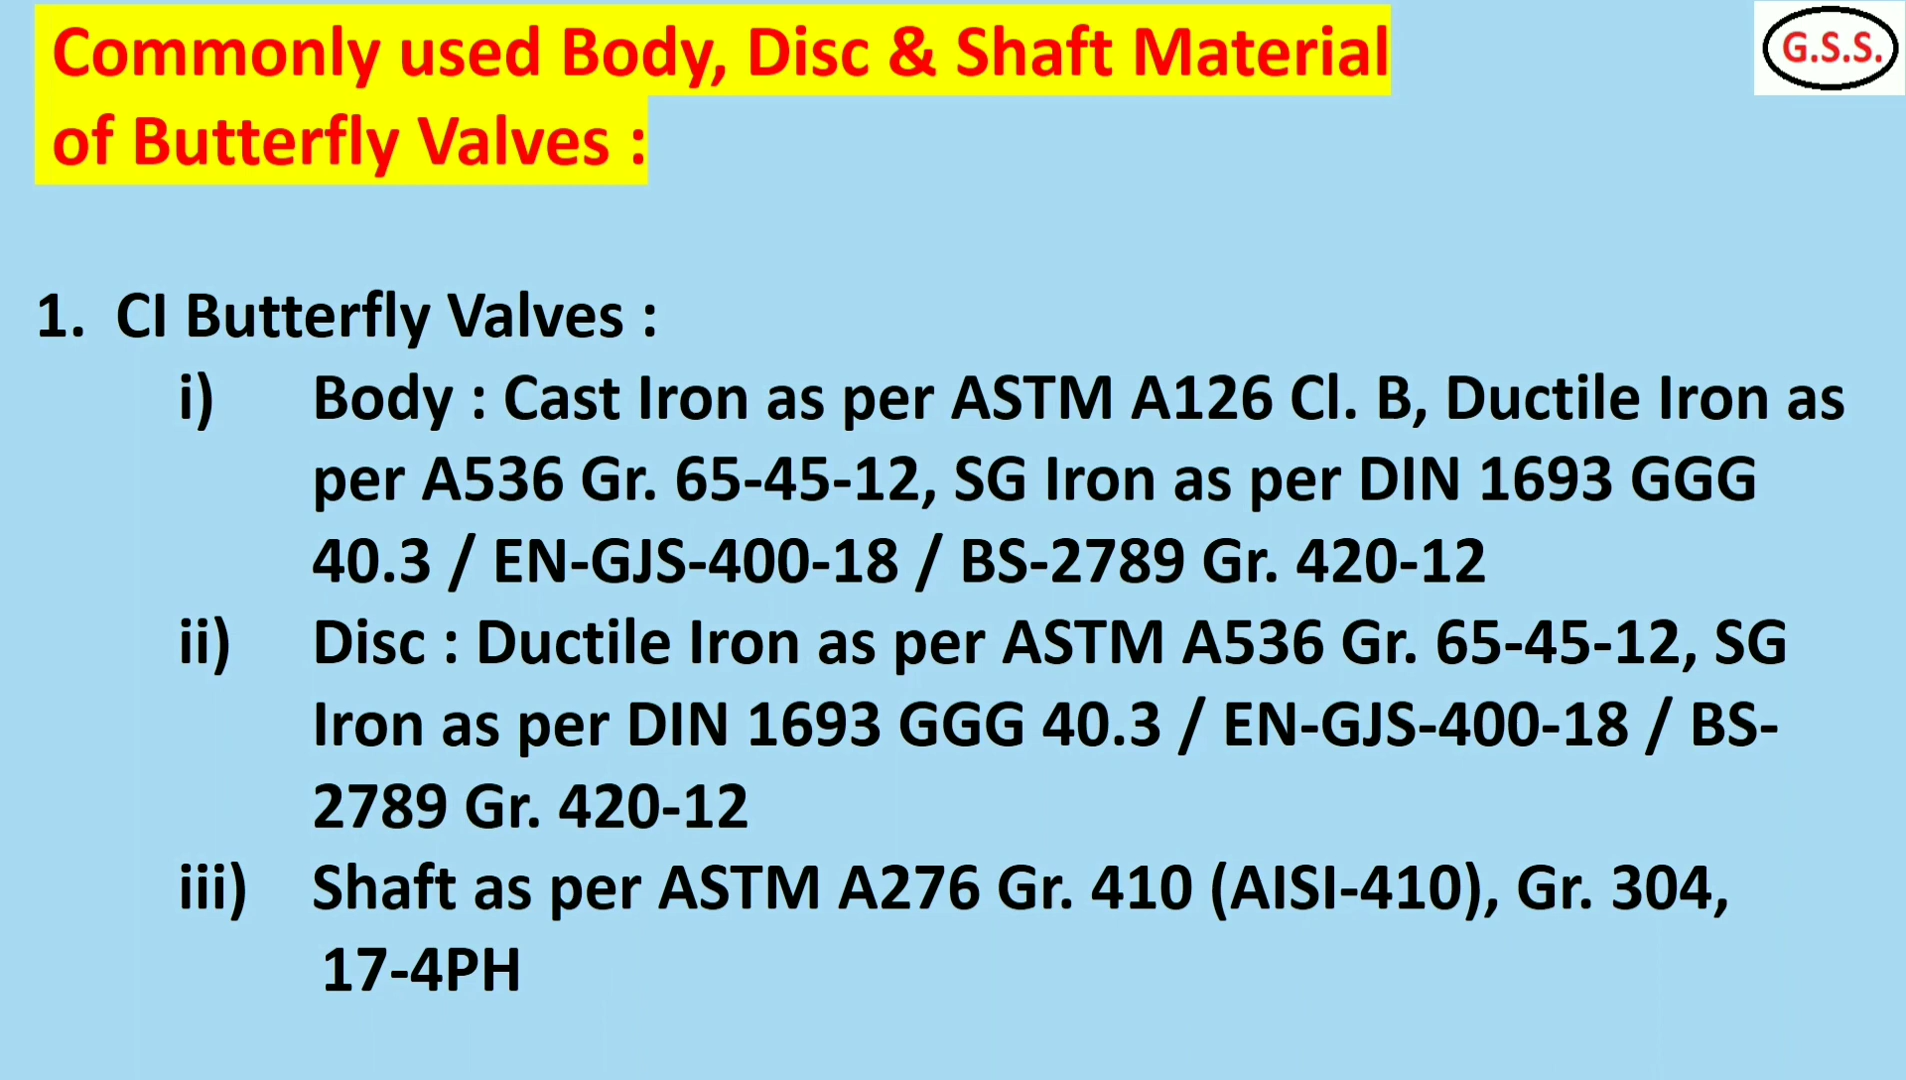 Commonly used Body, Disc & Shaft Material
of Butterfly Valves :
G.S.S.
1. CI Butterfly Valves :
i) Body : Cast Iron as per ASTM A126 Cl. B, Ductile Iron as
per A536 Gr. 65-45-12, SG Iron as per DIN 1693 GGG
40.3 / EN-GJS-400-18 / BS-2789 Gr. 420-12
ii) Disc : Ductile Iron as per ASTM A536 Gr. 65-45-12, SG
Iron as per DIN 1693 GGG 40.3 / EN-GJS-400-18 / BS-
2789 Gr. 420-12
iii) Shaft as per ASTM A276 Gr. 410 (AISI-410), Gr. 304,
17-4PH